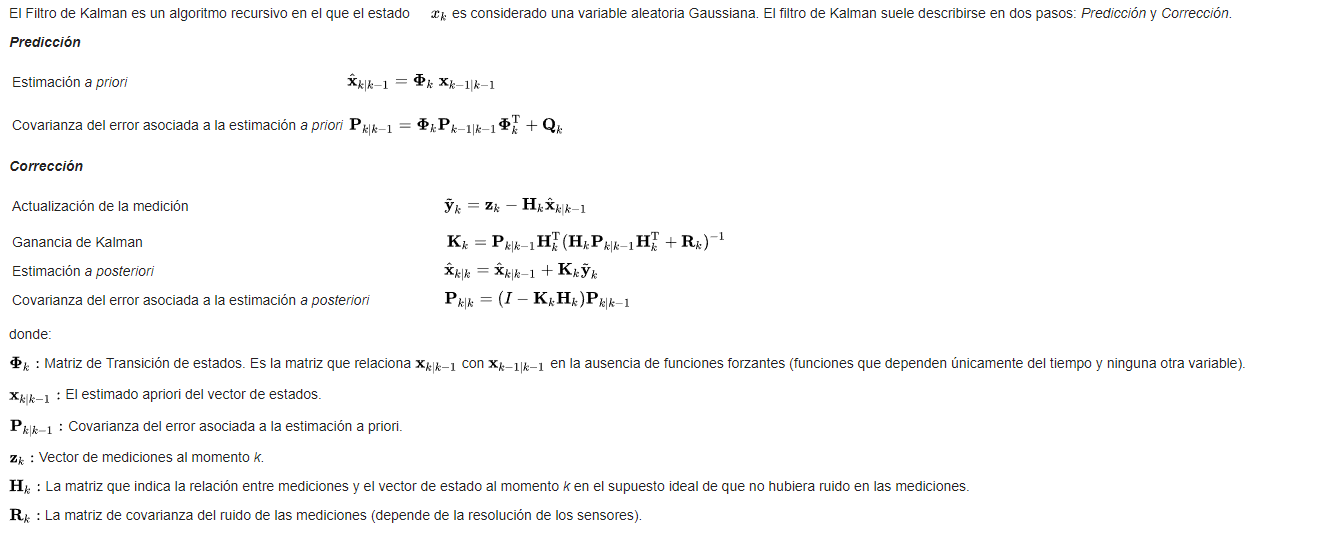 El Filtro de Kalman es un algoritmo recursivo en el que el estado x_k es considerado una variable aleatoria Gaussiana. El filtro de Kalman suele describirse en dos pasos: Predicción y Corrección.
Predicción
Estimación a priori x̂_{k|k−1} = Φ_k x_{k−1|k−1}
Covarianza del error asociada a la estimación a priori P_{k|k−1} = Φ_k P_{k−1|k−1} Φ_k^T + Q_k
Corrección
Actualización de la medición ỹ_k = z_k − H_k x̂_{k|k−1}
Ganancia de Kalman K_k = P_{k|k−1} H_k^T (H_k P_{k|k−1} H_k^T + R_k)^{−1}
Estimación a posteriori x̂_{k|k} = x̂_{k|k−1} + K_k ỹ_k
Covarianza del error asociada a la estimación a posteriori P_{k|k} = (I − K_k H_k) P_{k|k−1}
donde:
Φ_k : Matriz de Transición de estados. Es la matriz que relaciona x_{k|k−1} con x_{k−1|k−1} en la ausencia de funciones forzantes (funciones que dependen únicamente del tiempo y ninguna otra variable).
x_{k|k−1} : El estimado apriori del vector de estados.
P_{k|k−1} : Covarianza del error asociada a la estimación a priori.
z_k : Vector de mediciones al momento k.
H_k : La matriz que indica la relación entre mediciones y el vector de estado al momento k en el supuesto ideal de que no hubiera ruido en las mediciones.
R_k : La matriz de covarianza del ruido de las mediciones (depende de la resolución de los sensores).